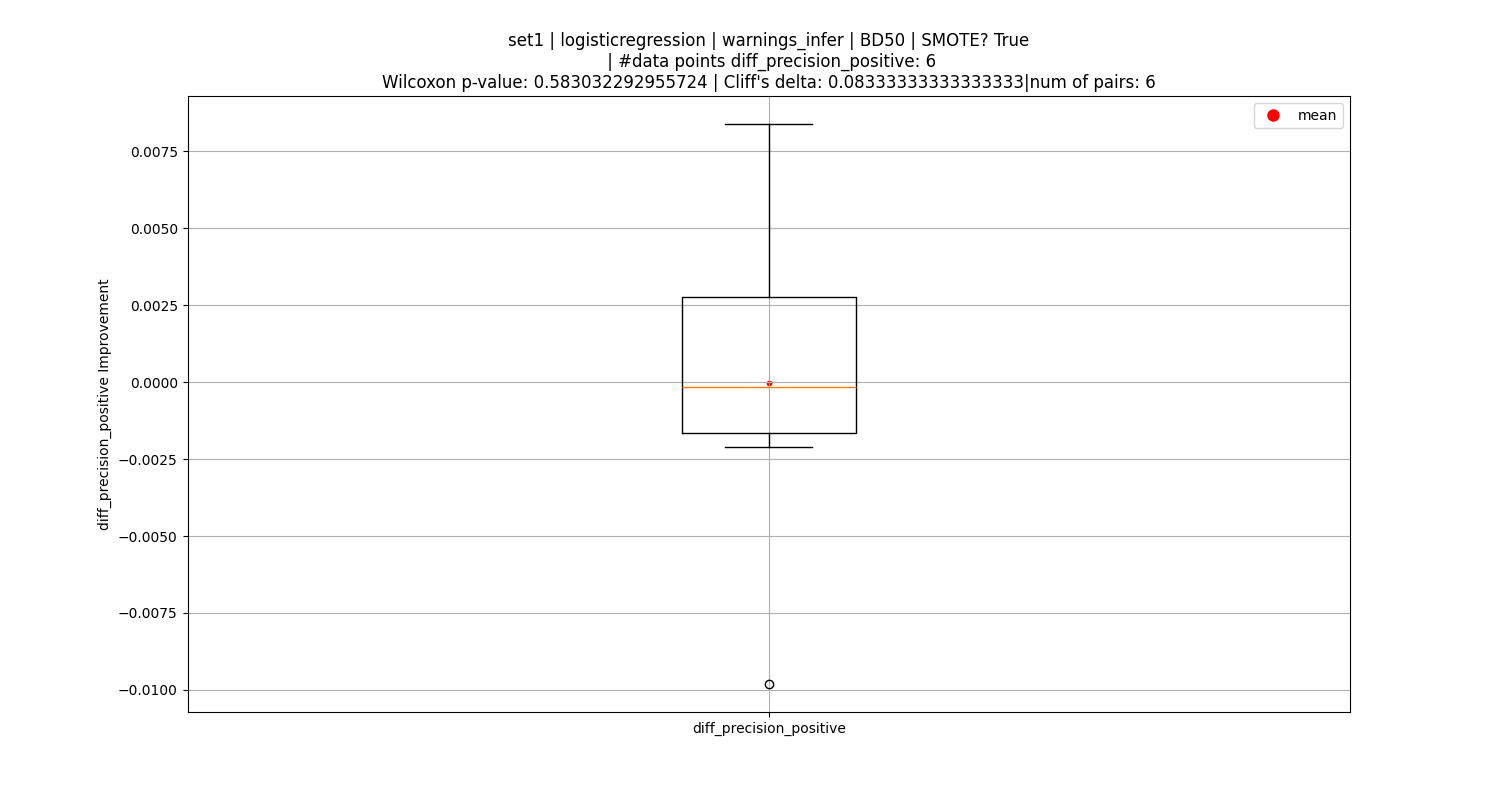 set1 | logisticregression | warnings_infer | BD50 | SMOTE? True
| #data points diff_precision_positive: 6
Wilcoxon p-value: 0.583032292955724 | Cliff's delta: 0.08333333333333333|num of pairs: 6
mean
0.0075
0.0050
0.0025
0.0000
−0.0025
−0.0050
−0.0075
−0.0100
diff_precision_positive Improvement
diff_precision_positive